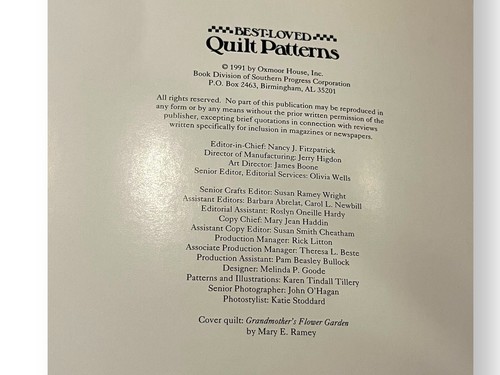 BEST-LOVED
Quilt Patterns
© 1991 by Oxmoor House, Inc.
Book Division of Southern Progress Corporation
P.O. Box 2463, Birmingham, AL 35201
All rights reserved. No part of this publication may be reproduced in
any form or by any means without the prior written permission of the
publisher, excepting brief quotations in connection with reviews
written specifically for inclusion in magazines or newspapers.
Editor-in-Chief: Nancy J. Fitzpatrick
Director of Manufacturing: Jerry Higdon
Art Director: James Boone
Senior Editor, Editorial Services: Olivia Wells
Senior Crafts Editor: Susan Ramey Wright
Assistant Editors: Barbara Abrelat, Carol L. Newbill
Editorial Assistant: Roslyn Oneille Hardy
Copy Chief: Mary Jean Haddin
Assistant Copy Editor: Susan Smith Cheatham
Production Manager: Rick Litton
Associate Production Manager: Theresa L. Beste
Production Assistant: Pam Beasley Bullock
Designer: Melinda P. Goode
Patterns and Illustrations: Karen Tindall Tillery
Senior Photographer: John O'Hagan
Photostylist: Katie Stoddard
Cover quilt: Grandmother's Flower Garden
by Mary E. Ramey